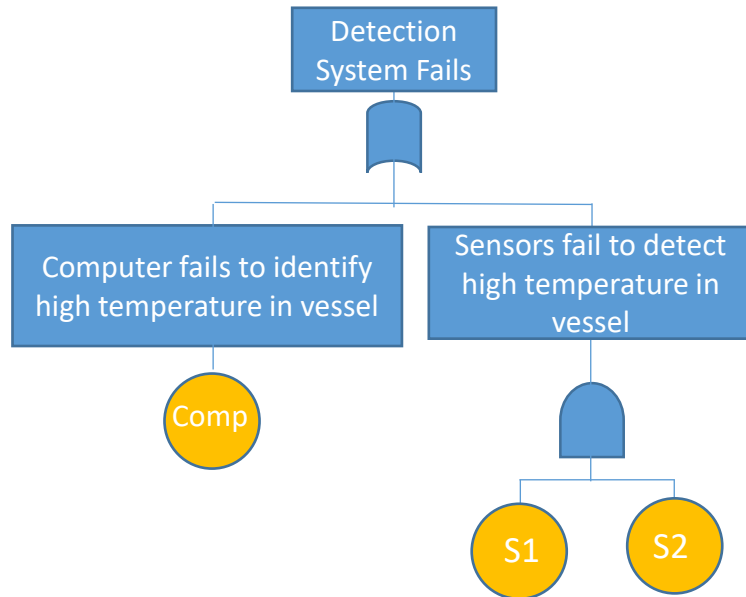 Detection
System Fails
Computer fails to identify
high temperature in vessel
Sensors fail to detect
high temperature in
vessel
Comp
S1
S2